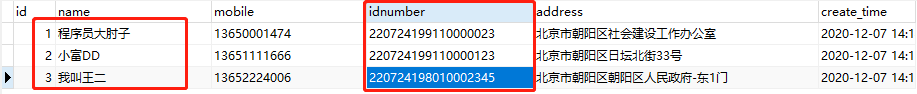 id name mobile idnumber address create_time
1 程序员大肘子 13650001474 220724199110000023 北京市朝阳区社会建设工作办公室 2020-12-07 14:1
2 小富DD 13651111666 220724199110000123 北京市朝阳区日坛北街33号 2020-12-07 14:1
3 我叫王二 13652224006 220724198010002345 北京市朝阳区朝阳区人民政府-东1门 2020-12-07 14:1